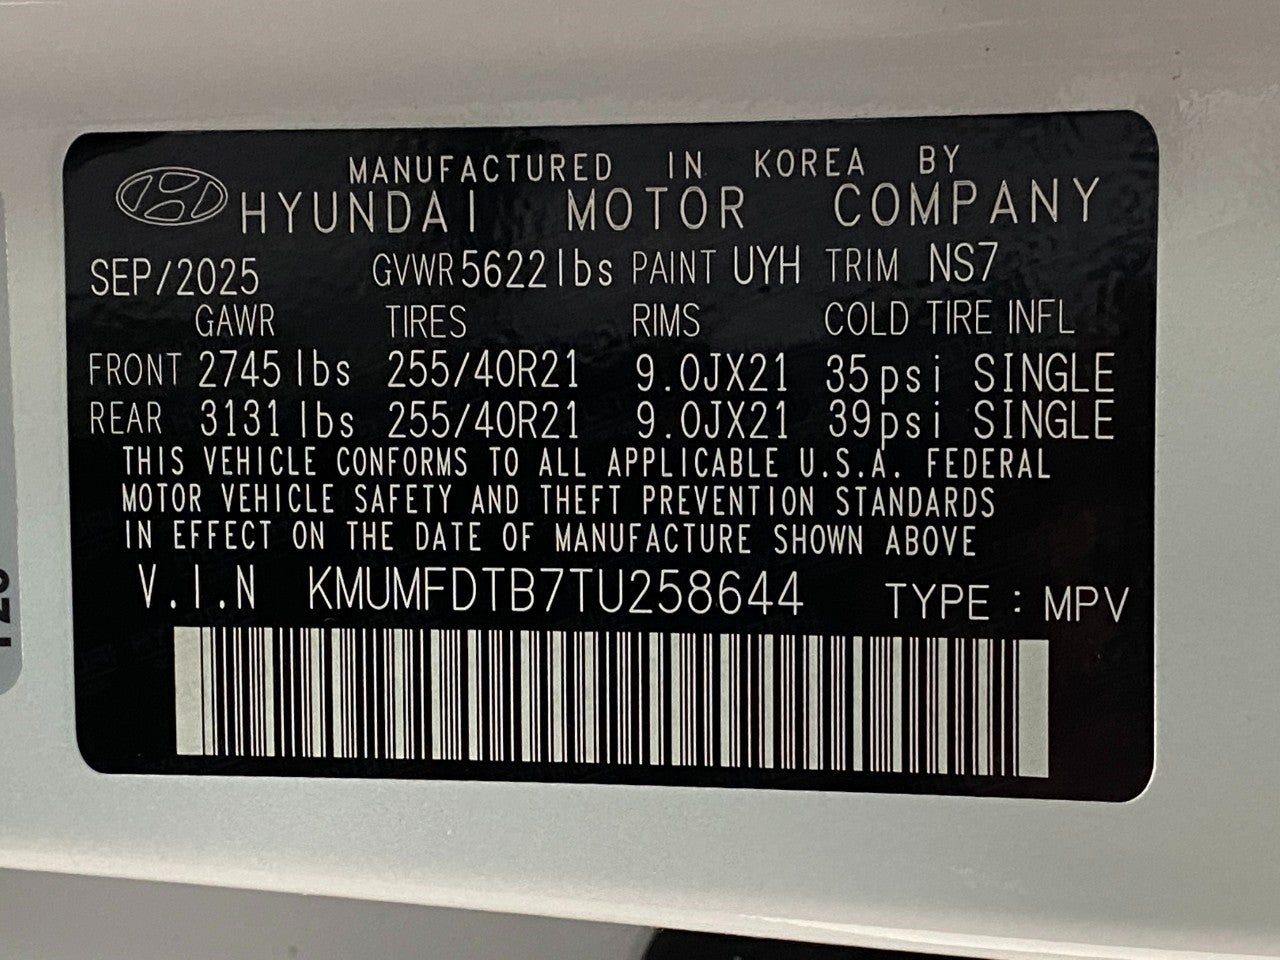 MANUFACTURED IN KOREA BY
HYUNDAI MOTOR COMPANY
SEP/2025 GVWR 5622 lbs PAINT UYH TRIM NS7
GAWR TIRES RIMS COLD TIRE INFL
FRONT 2745 lbs 255/40R21 9.0JX21 35psi SINGLE
REAR 3131 lbs 255/40R21 9.0JX21 39psi SINGLE
THIS VEHICLE CONFORMS TO ALL APPLICABLE U.S.A. FEDERAL
MOTOR VEHICLE SAFETY AND THEFT PREVENTION STANDARDS
IN EFFECT ON THE DATE OF MANUFACTURE SHOWN ABOVE
V.I.N KMUMFDTB7TU258644 TYPE : MPV